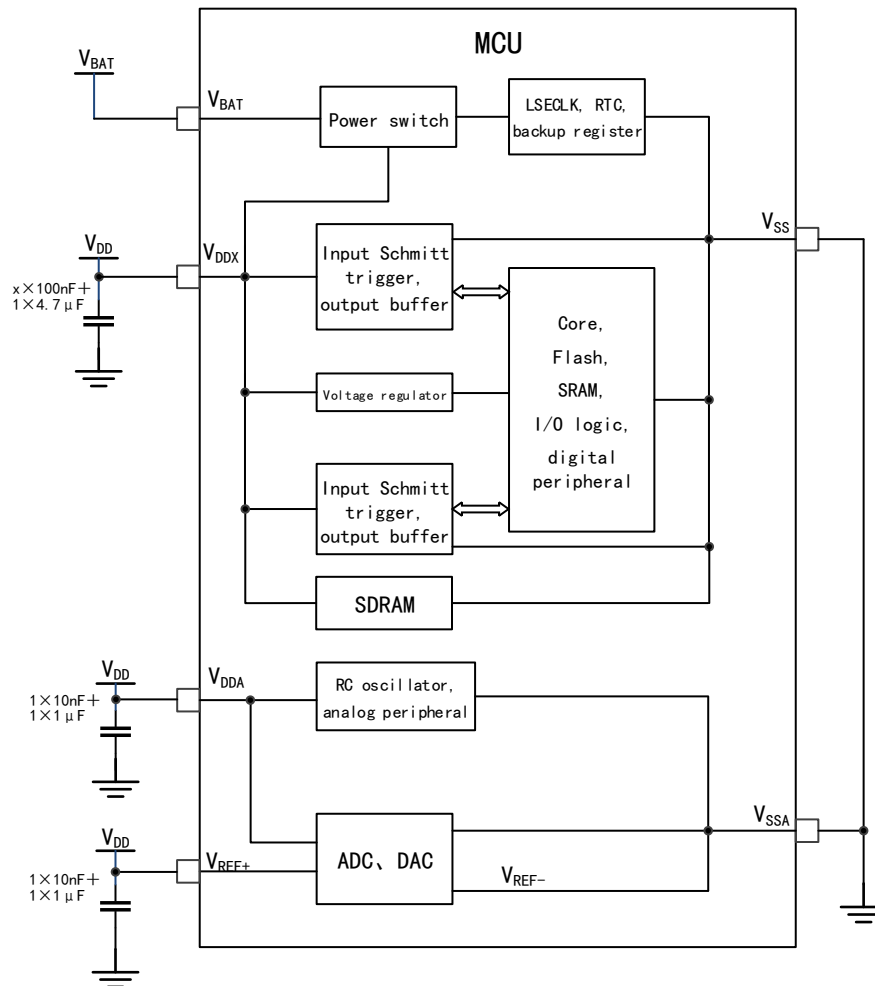 MCU
VBAT
VBAT
Power switch
LSECLK, RTC,
backup register
VDD
VDDX
x×100nF+
1×4.7μF
Input Schmitt
trigger,
output buffer
VSS
Core,
Flash,
SRAM,
I/O logic,
digital
peripheral
Voltage regulator
Input Schmitt
trigger,
output buffer
SDRAM
VDD
VDDA
1×10nF+
1×1μF
RC oscillator,
analog peripheral
VDD
VREF+
1×10nF+
1×1μF
ADC、DAC
VREF-
VSSA